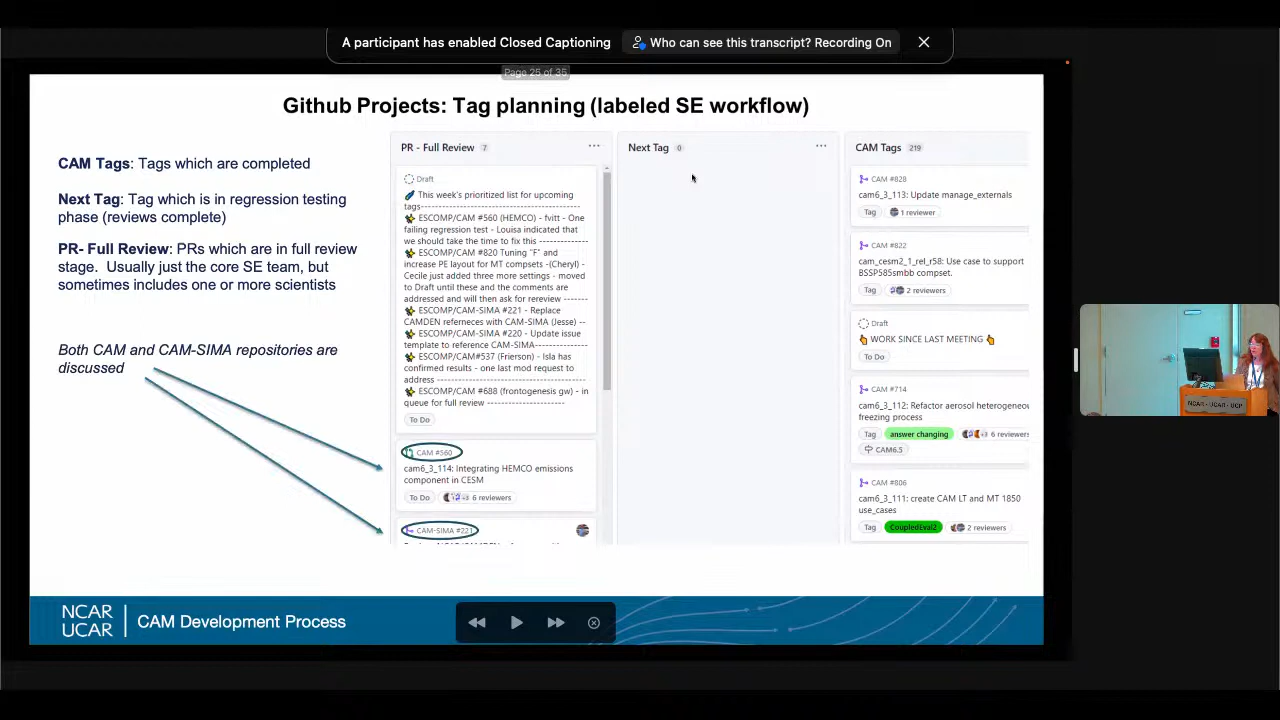 A participant has enabled Closed Captioning
Who can see this transcript? Recording On
Page 25 of 35
Github Projects: Tag planning (labeled SE workflow)
CAM Tags: Tags which are completed
Next Tag: Tag which is in regression testing
phase (reviews complete)
PR- Full Review: PRs which are in full review
stage. Usually just the core SE team, but
sometimes includes one or more scientists
Both CAM and CAM-SIMA repositories are
discussed
PR - Full Review 7
Draft
This week's prioritized list for upcoming
tags---------------------------------------
ESCOMP/CAM #560 (HEMCO) - fvitt - One
failing regression test - Louisa indicated that
we should take the time to fix this -----------
ESCOMP/CAM #820 Tuning "F" and
increase PE layout for MT compsets -(Cheryl) -
Cecile just added three more settings - moved
to Draft until these and the comments are
addressed and will then ask for rereview -------
ESCOMP/CAM-SIMA #221 - Replace
CAMDEN referneces with CAM-SIMA (Jesse) --
ESCOMP/CAM-SIMA #220 - Update issue
template to reference CAM-SIMA-------------
ESCOMP/CAM#537 (Frierson) - Isla has
confirmed results - one last mod request to
address ------------------------------------
ESCOMP/CAM #688 (frontogenesis gw) - in
queue for full review --------------------
To Do
CAM #560
cam6_3_114: Integrating HEMCO emissions
component in CESM
To Do +3 6 reviewers
CAM-SIMA #221
Next Tag 0
CAM Tags 219
CAM #828
cam6_3_113: Update manage_externals
Tag 1 reviewer
CAM #822
cam_cesm2_1_rel_r58: Use case to support
BSSP585smbb compset.
Tag 2 reviewers
Draft
WORK SINCE LAST MEETING
To Do
CAM #714
cam6_3_112: Refactor aerosol heterogeneou
freezing process
Tag answer changing +3 6 reviewers
CAM6.5
CAM #806
cam6_3_111: create CAM LT and MT 1850
use_cases
Tag CoupledEval2 2 reviewers
NCAR
UCAR
CAM Development Process
NCAR - UCAR - UCP